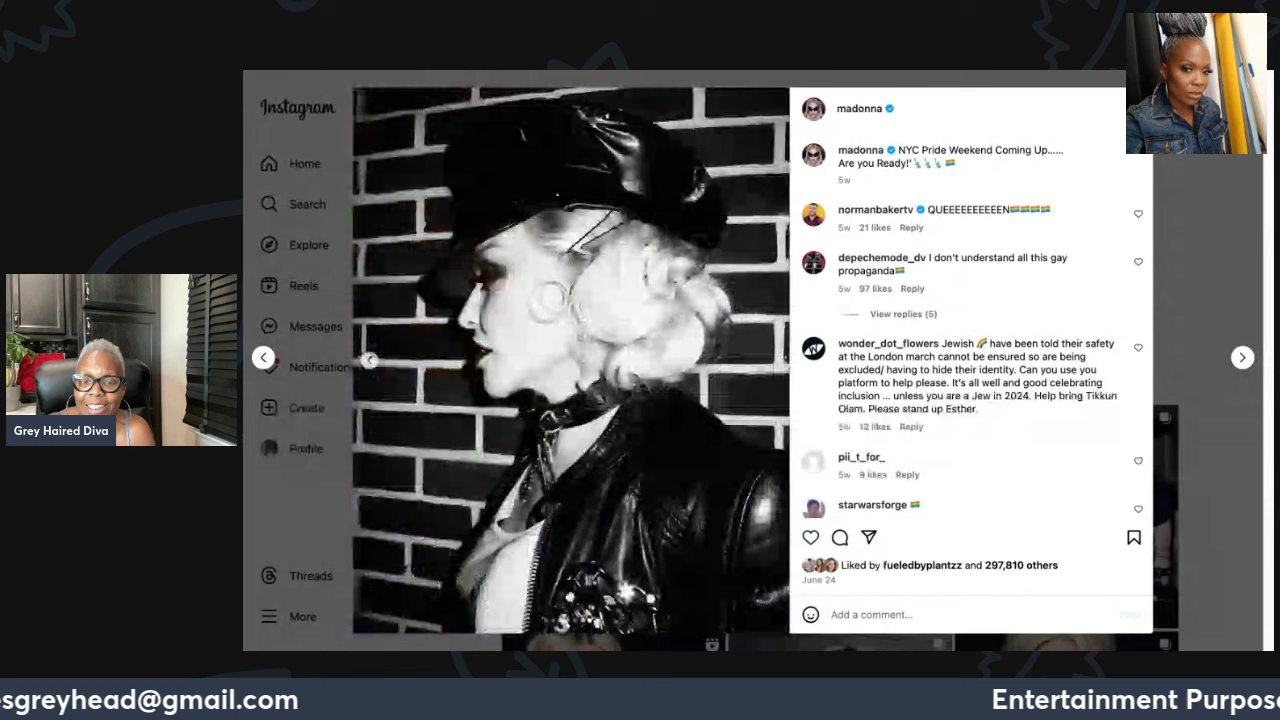 Instagram
Home
Search
Explore
Reels
Messages
Notification
Create
Profile
Threads
More
Grey Haired Diva
madonna
madonna NYC Pride Weekend Coming Up......
Are you Ready!'🗽🗽🗽 🏳️‍🌈
5w
normanbakertv QUEEEEEEEEEEN🏳️‍🌈🏳️‍🌈🏳️‍🌈🏳️‍🌈
5w 21 likes Reply
depechemode_dv I don't understand all this gay
propaganda🏳️‍🌈
5w 97 likes Reply
View replies (5)
wonder_dot_flowers Jewish 🌈 have been told their safety
at the London march cannot be ensured so are being
excluded/ having to hide their identity. Can you use you
platform to help please. It's all well and good celebrating
inclusion ... unless you are a Jew in 2024. Help bring Tikkun
Olam. Please stand up Esther.
5w 12 likes Reply
pii_t_for_
5w 9 likes Reply
starwarsforge 🏳️‍🌈
Liked by fueledbyplantzz and 297,810 others
June 24
Add a comment...
esgreyhead@gmail.com
Entertainment Purpos